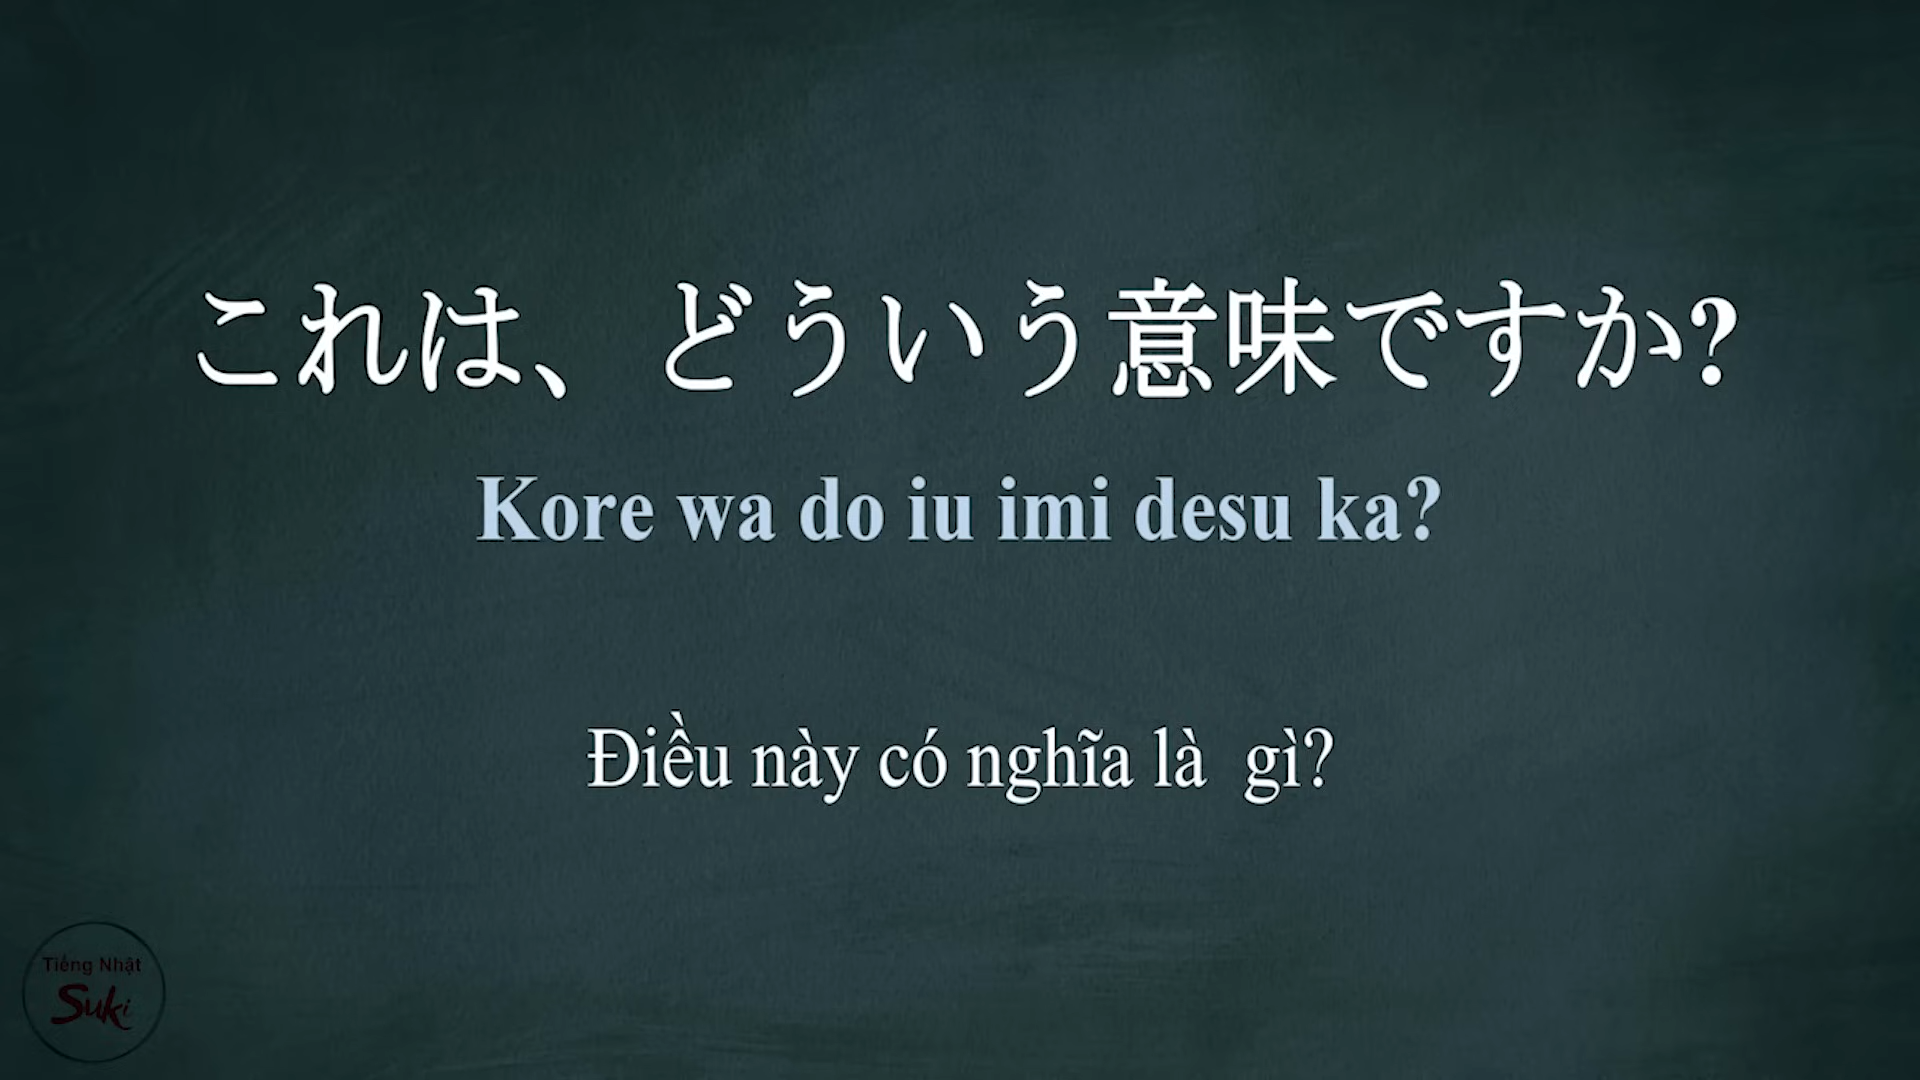 これは、どういう意味ですか?
Kore wa do iu imi desu ka?
Điều này có nghĩa là  gì?
Tiếng Nhật
Suki